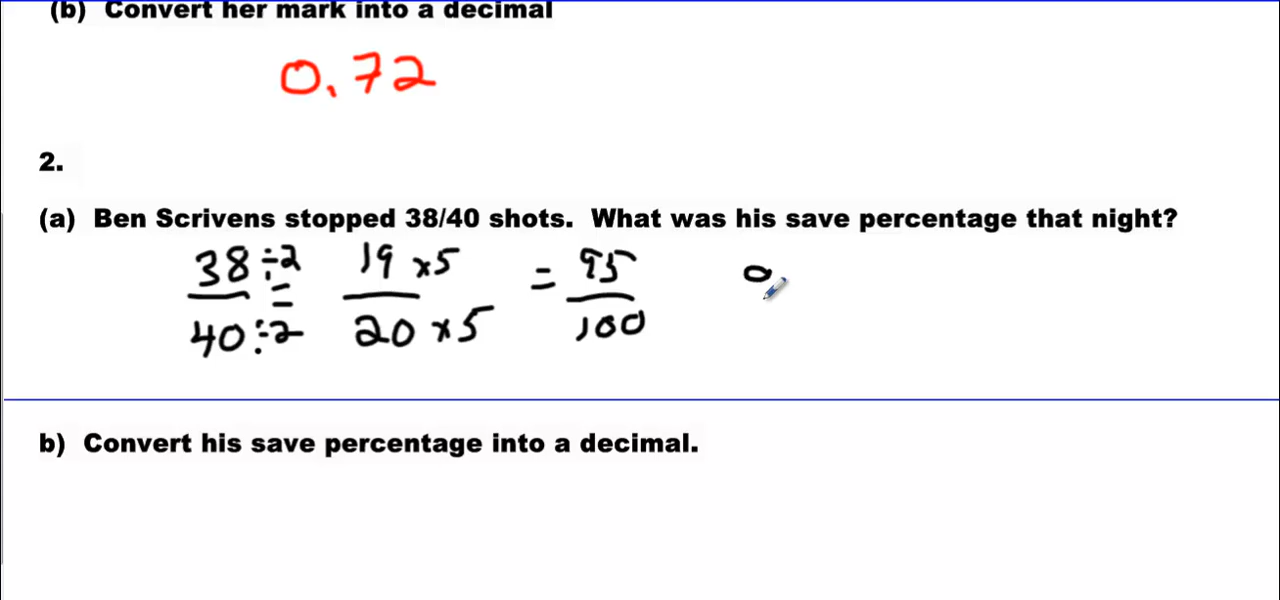 (b) Convert her mark into a decimal
0.72
2.
(a) Ben Scrivens stopped 38/40 shots. What was his save percentage that night?
38 ÷2 19 ×5 = 95
=
40 ÷2 20 ×5 100
b) Convert his save percentage into a decimal.